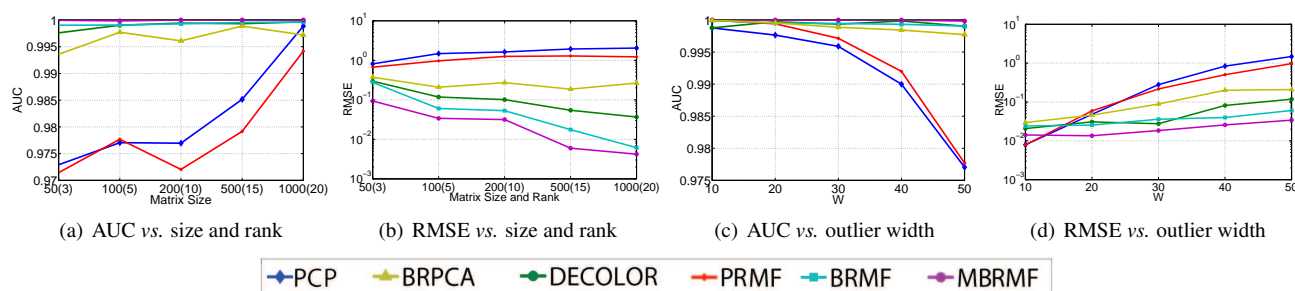 AUC
1
0.995
0.99
0.985
0.98
0.975
0.97
50(3) 100(5) 200(10) 500(15) 1000(20)
Matrix Size
(a) AUC vs. size and rank
RMSE
10^1
10^0
10^-1
10^-2
10^-3
50(3) 100(5) 200(10) 500(15) 1000(20)
Matrix Size and Rank
(b) RMSE vs. size and rank
AUC
1
0.995
0.99
0.985
0.98
0.975
10 20 30 40 50
W
(c) AUC vs. outlier width
RMSE
10^1
10^0
10^-1
10^-2
10^-3
10 20 30 40 50
W
(d) RMSE vs. outlier width
PCP BRPCA DECOLOR PRMF BRMF MBRMF